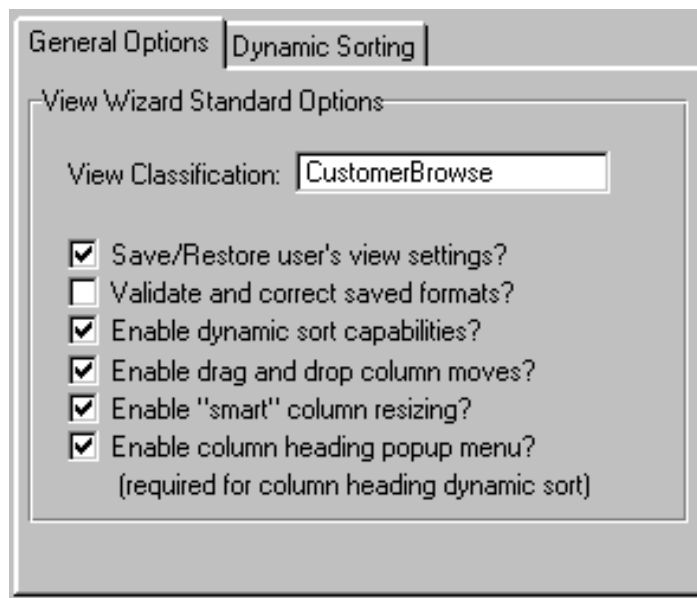 General Options Dynamic Sorting
View Wizard Standard Options
View Classification: CustomerBrowse
Save/Restore user's view settings?
Validate and correct saved formats?
Enable dynamic sort capabilities?
Enable drag and drop column moves?
Enable "smart" column resizing?
Enable column heading popup menu?
(required for column heading dynamic sort)